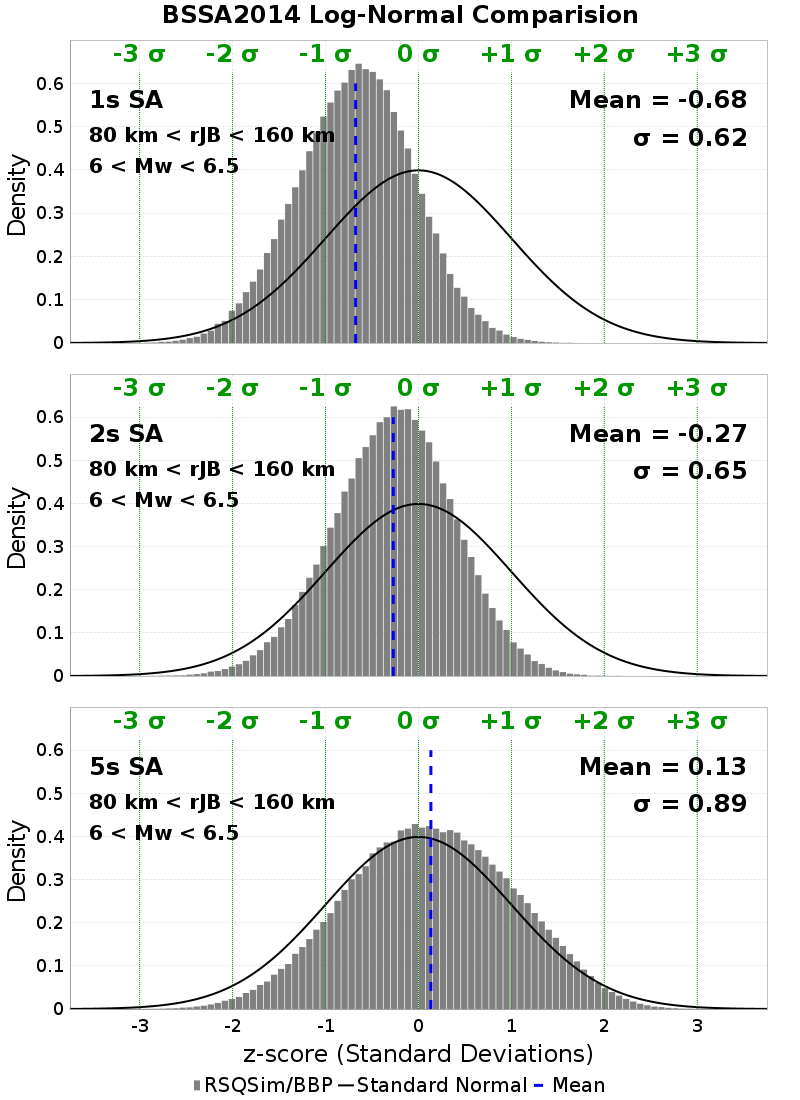 BSSA2014 Log-Normal Comparision
-3 σ -2 σ -1 σ 0 σ +1 σ +2 σ +3 σ
1s SA
Mean = -0.68
80 km < rJB < 160 km
σ = 0.62
6 < Mw < 6.5
0.6
0.5
0.4
0.3
0.2
0.1
0
Density
-3 σ -2 σ -1 σ 0 σ +1 σ +2 σ +3 σ
2s SA
Mean = -0.27
80 km < rJB < 160 km
σ = 0.65
6 < Mw < 6.5
0.6
0.5
0.4
0.3
0.2
0.1
0
Density
-3 σ -2 σ -1 σ 0 σ +1 σ +2 σ +3 σ
5s SA
Mean = 0.13
80 km < rJB < 160 km
σ = 0.89
6 < Mw < 6.5
0.6
0.5
0.4
0.3
0.2
0.1
0
Density
-3 -2 -1 0 1 2 3
z-score (Standard Deviations)
RSQSim/BBP Standard Normal Mean